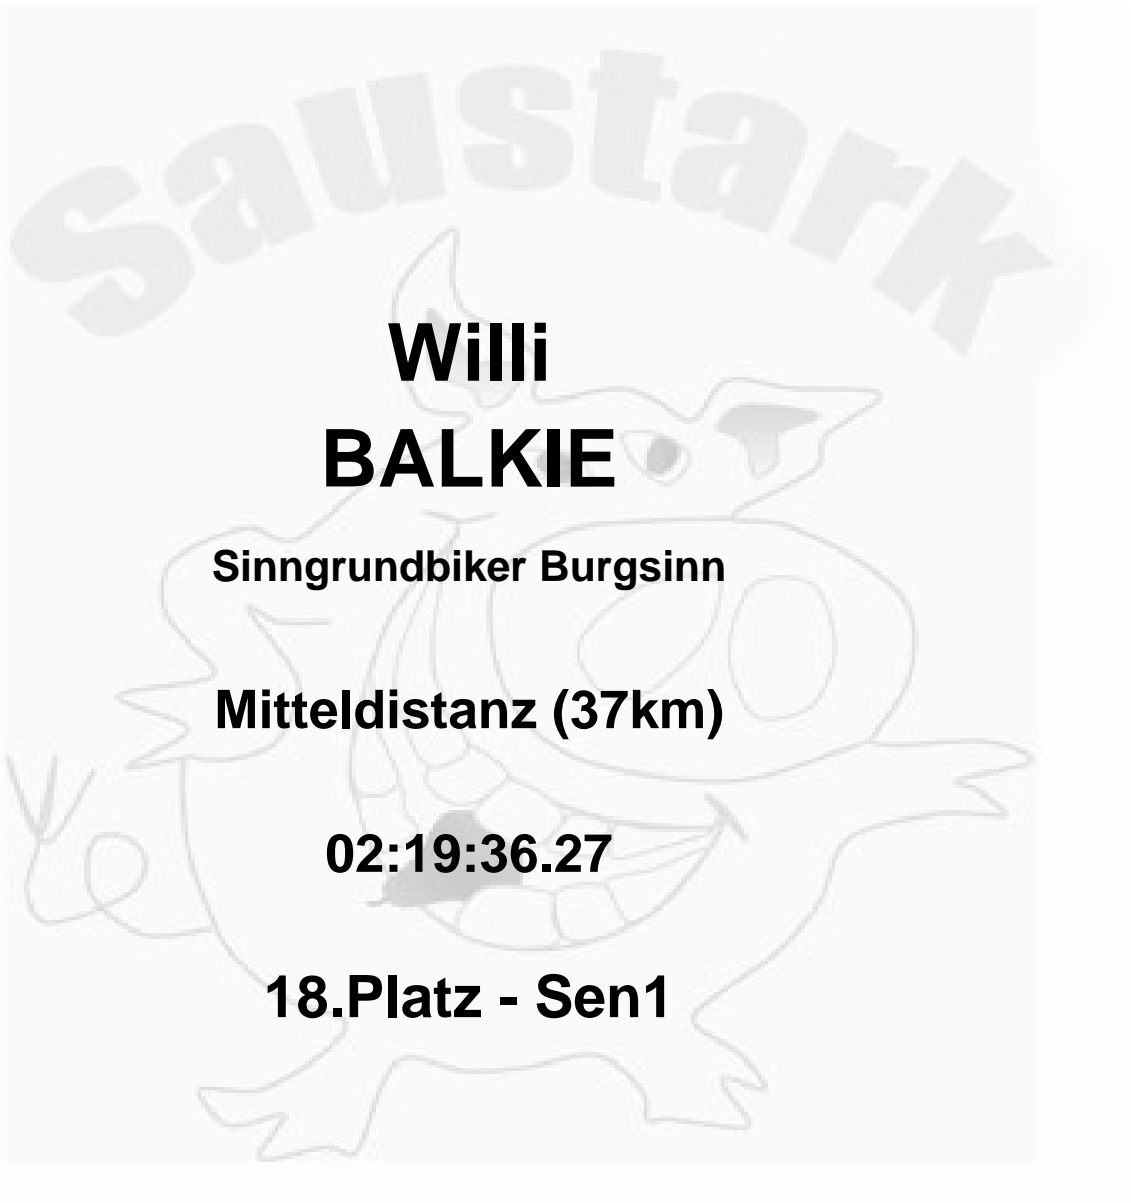 Saustark
Willi
BALKIE
Sinngrundbiker Burgsinn
Mitteldistanz (37km)
02:19:36.27
18.Platz - Sen1